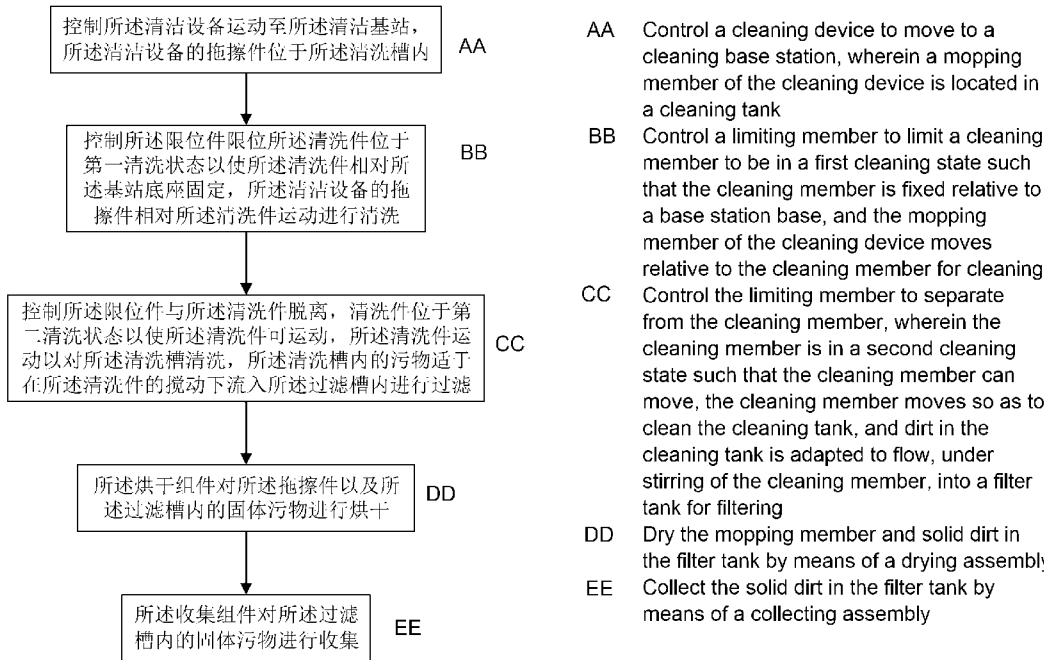 控制所述清洁设备运动至所述清洁基站，
所述清洁设备的拖擦件位于所述清洗槽内
AA
控制所述限位件限位所述清洗件位于
第一清洗状态以使所述清洗件相对所
述基站底座固定，所述清洁设备的拖
擦件相对所述清洗件运动进行清洗
BB
控制所述限位件与所述清洗件脱离，清洗件位于第
二清洗状态以使所述清洗件可运动，所述清洗件运
动以对所述清洗槽清洗，所述清洗槽内的污物适于
在所述清洗件的搅动下流入所述过滤槽内进行过滤
CC
所述烘干组件对所述拖擦件以及所
述过滤槽内的固体污物进行烘干
DD
所述收集组件对所述过滤
槽内的固体污物进行收集
EE
AA Control a cleaning device to move to a
cleaning base station, wherein a mopping
member of the cleaning device is located in
a cleaning tank
BB Control a limiting member to limit a cleaning
member to be in a first cleaning state such
that the cleaning member is fixed relative to
a base station base, and the mopping
member of the cleaning device moves
relative to the cleaning member for cleaning
CC Control the limiting member to separate
from the cleaning member, wherein the
cleaning member is in a second cleaning
state such that the cleaning member can
move, the cleaning member moves so as to
clean the cleaning tank, and dirt in the
cleaning tank is adapted to flow, under
stirring of the cleaning member, into a filter
tank for filtering
DD Dry the mopping member and solid dirt in
the filter tank by means of a drying assembly
EE Collect the solid dirt in the filter tank by
means of a collecting assembly